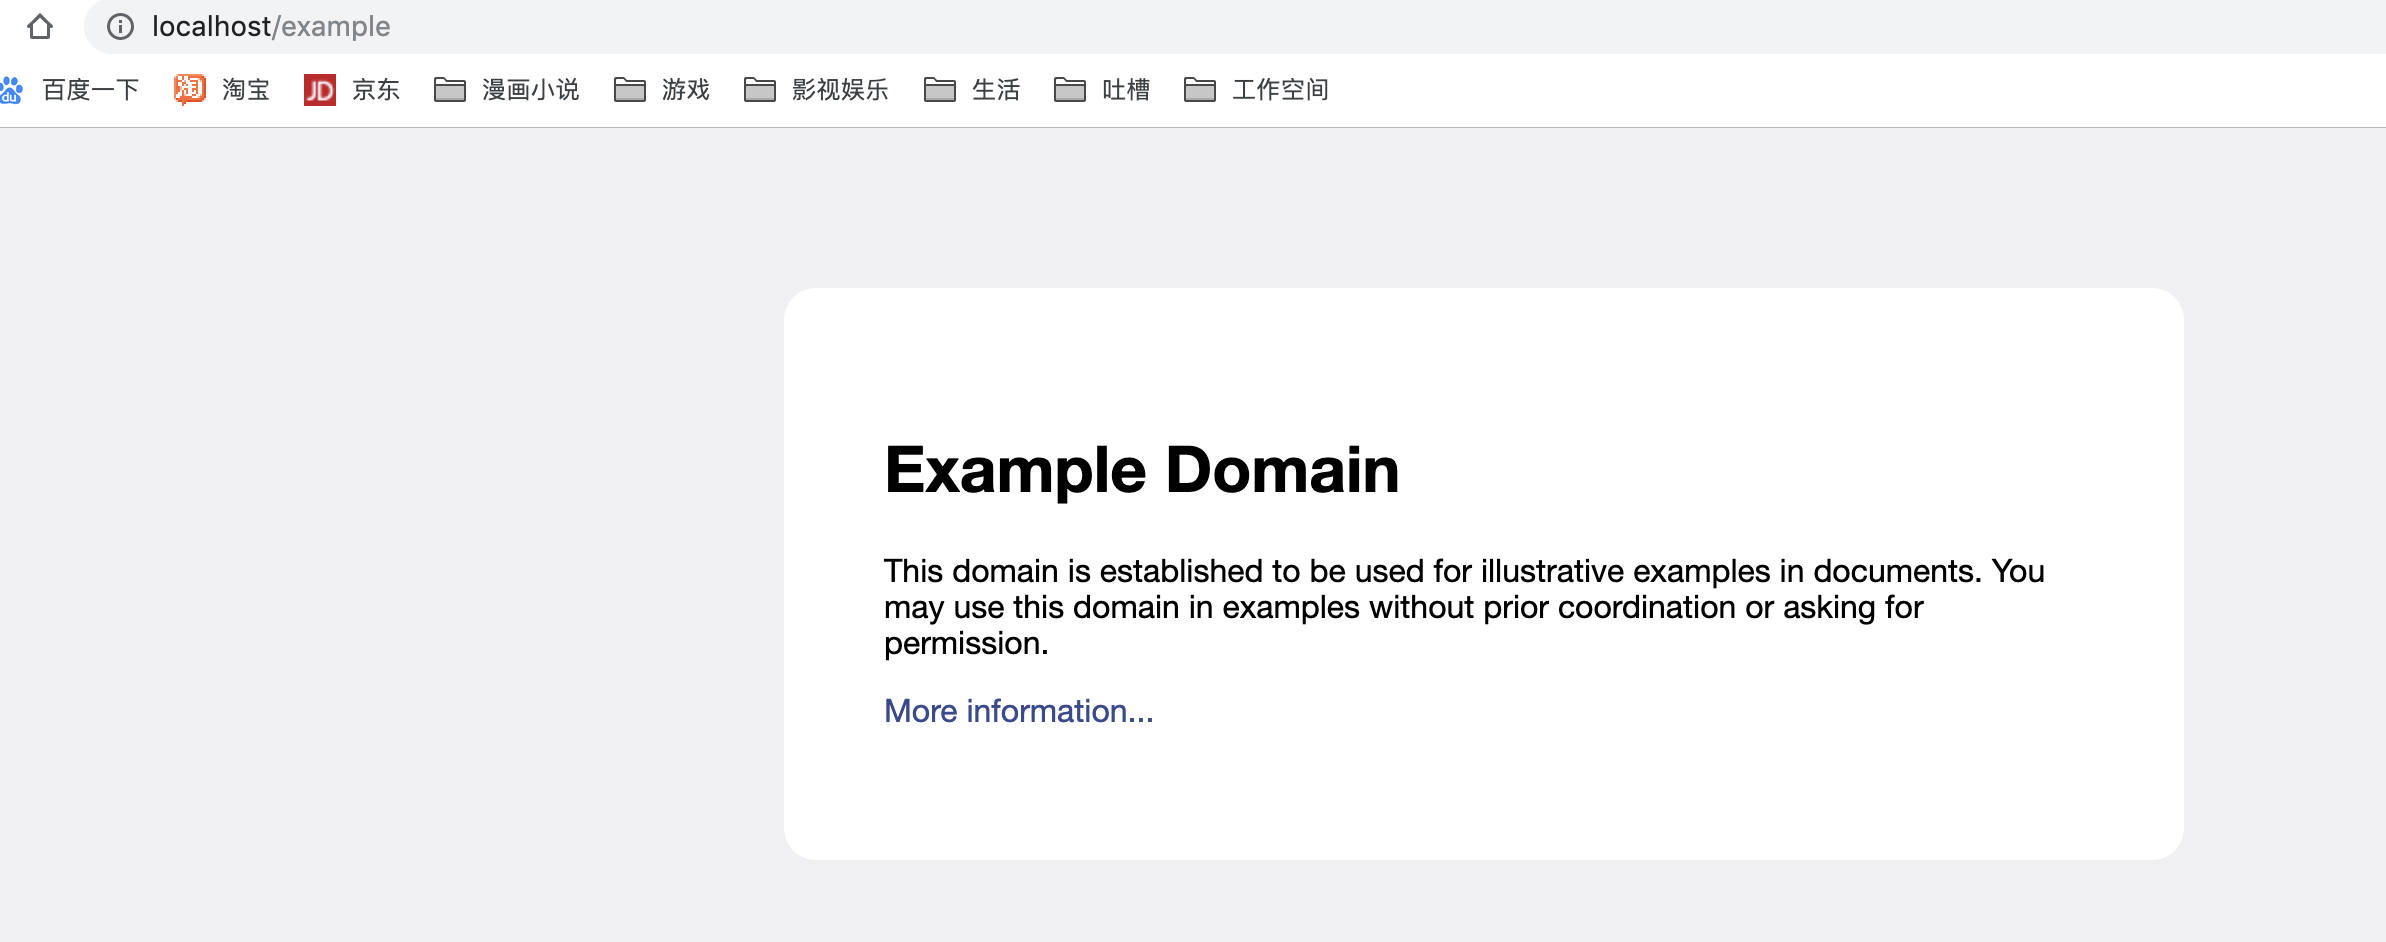 localhost/example
du 百度一下 淘 淘宝 JD 京东 漫画小说 游戏 影视娱乐 生活 吐槽 工作空间
Example Domain
This domain is established to be used for illustrative examples in documents. You
may use this domain in examples without prior coordination or asking for
permission.
More information...